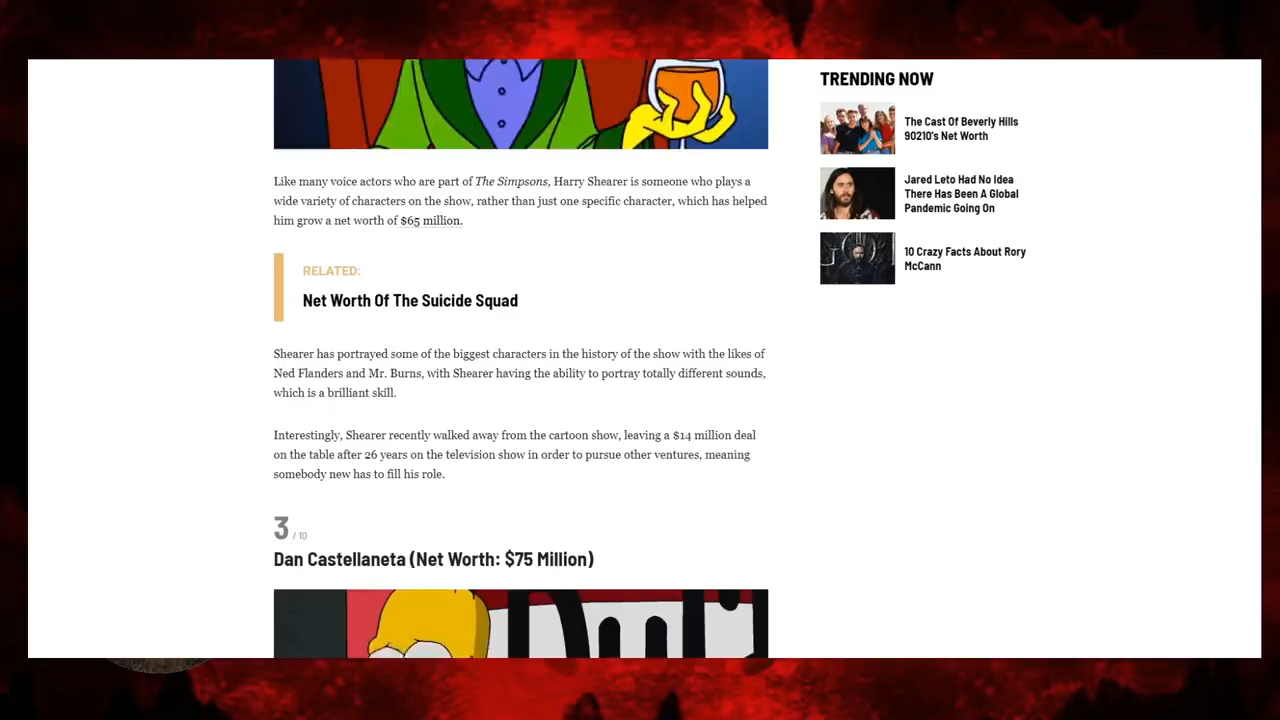 Like many voice actors who are part of The Simpsons, Harry Shearer is someone who plays a
wide variety of characters on the show, rather than just one specific character, which has helped
him grow a net worth of $65 million.
RELATED:
Net Worth Of The Suicide Squad
Shearer has portrayed some of the biggest characters in the history of the show with the likes of
Ned Flanders and Mr. Burns, with Shearer having the ability to portray totally different sounds,
which is a brilliant skill.
Interestingly, Shearer recently walked away from the cartoon show, leaving a $14 million deal
on the table after 26 years on the television show in order to pursue other ventures, meaning
somebody new has to fill his role.
3 / 10
Dan Castellaneta (Net Worth: $75 Million)
TRENDING NOW
The Cast Of Beverly Hills
90210's Net Worth
Jared Leto Had No Idea
There Has Been A Global
Pandemic Going On
10 Crazy Facts About Rory
McCann